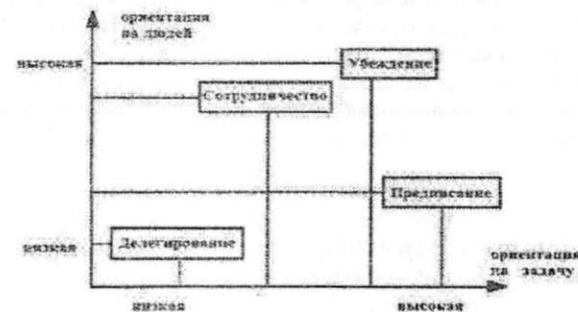 ориентация
на людей
высокая
Убеждение
Сотрудничество
Предписание
низкая
Делегирование
ориентация
на задачу
низкая
высокая